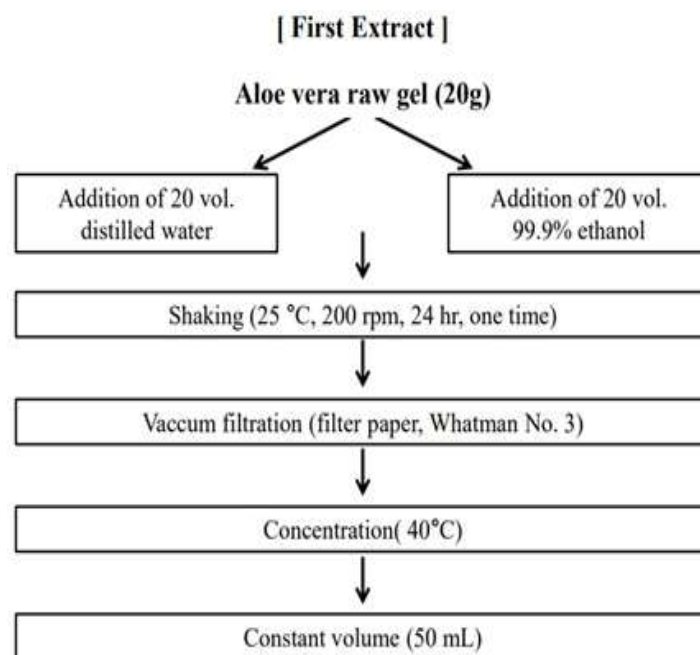 [ First Extract ]
Aloe vera raw gel (20g)
Addition of 20 vol.
distilled water
Addition of 20 vol.
99.9% ethanol
Shaking (25 °C, 200 rpm, 24 hr, one time)
Vaccum filtration (filter paper, Whatman No. 3)
Concentration( 40°C)
Constant volume (50 mL)